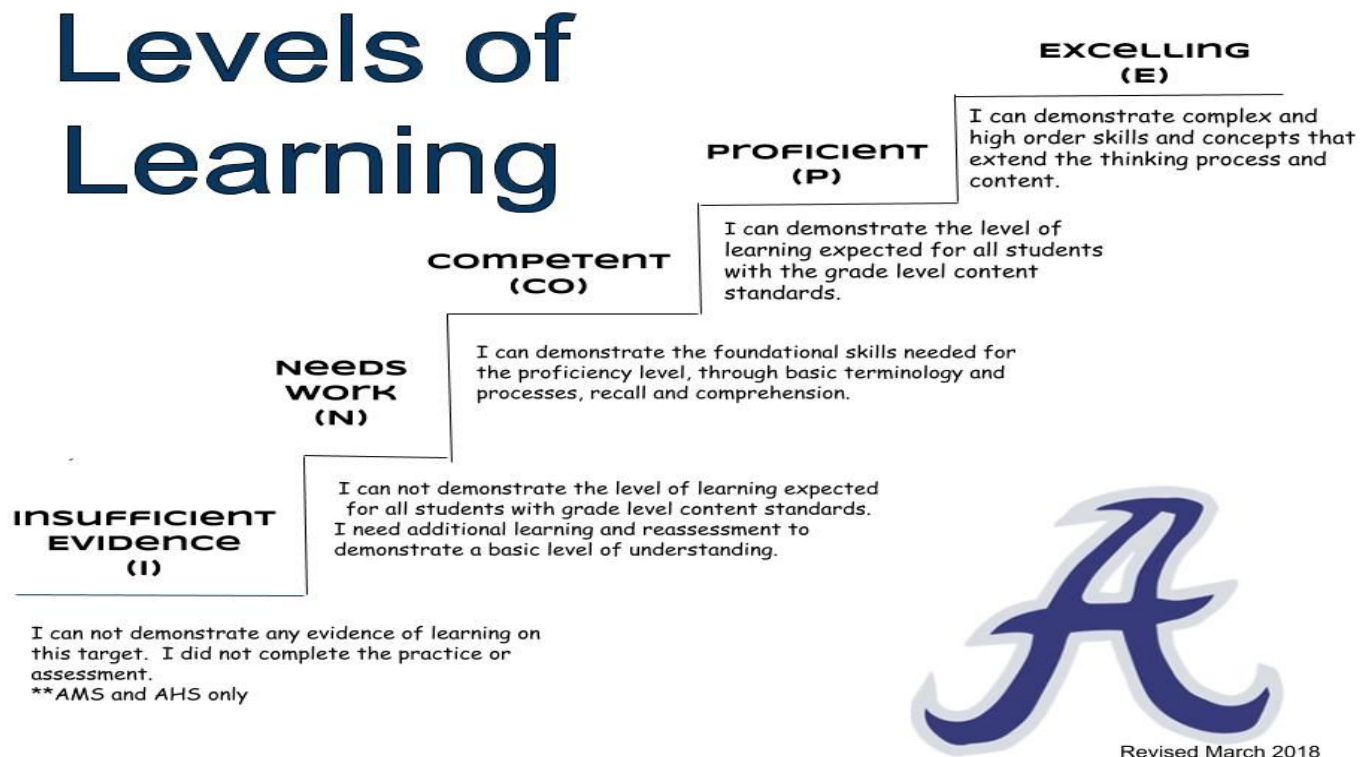 Levels of
Learning
EXCELLING
(E)
I can demonstrate complex and
high order skills and concepts that
extend the thinking process and
content.
PROFICIENT
(P)
I can demonstrate the level of
learning expected for all students
with the grade level content
standards.
COMPETENT
(CO)
I can demonstrate the foundational skills needed for
the proficiency level, through basic terminology and
processes, recall and comprehension.
NEEDS
WORK
(N)
I can not demonstrate the level of learning expected
for all students with grade level content standards.
I need additional learning and reassessment to
demonstrate a basic level of understanding.
INSUFFICIENT
EVIDENCE
(I)
I can not demonstrate any evidence of learning on
this target.  I did not complete the practice or
assessment.
**AMS and AHS only
A
Revised March 2018